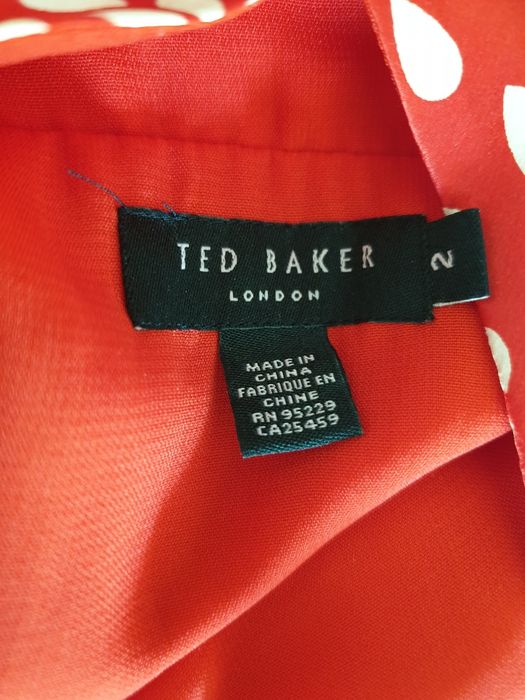 TED BAKER
LONDON
2
MADE IN
CHINA
FABRIQUE EN
CHINE
RN 95229
CA25459